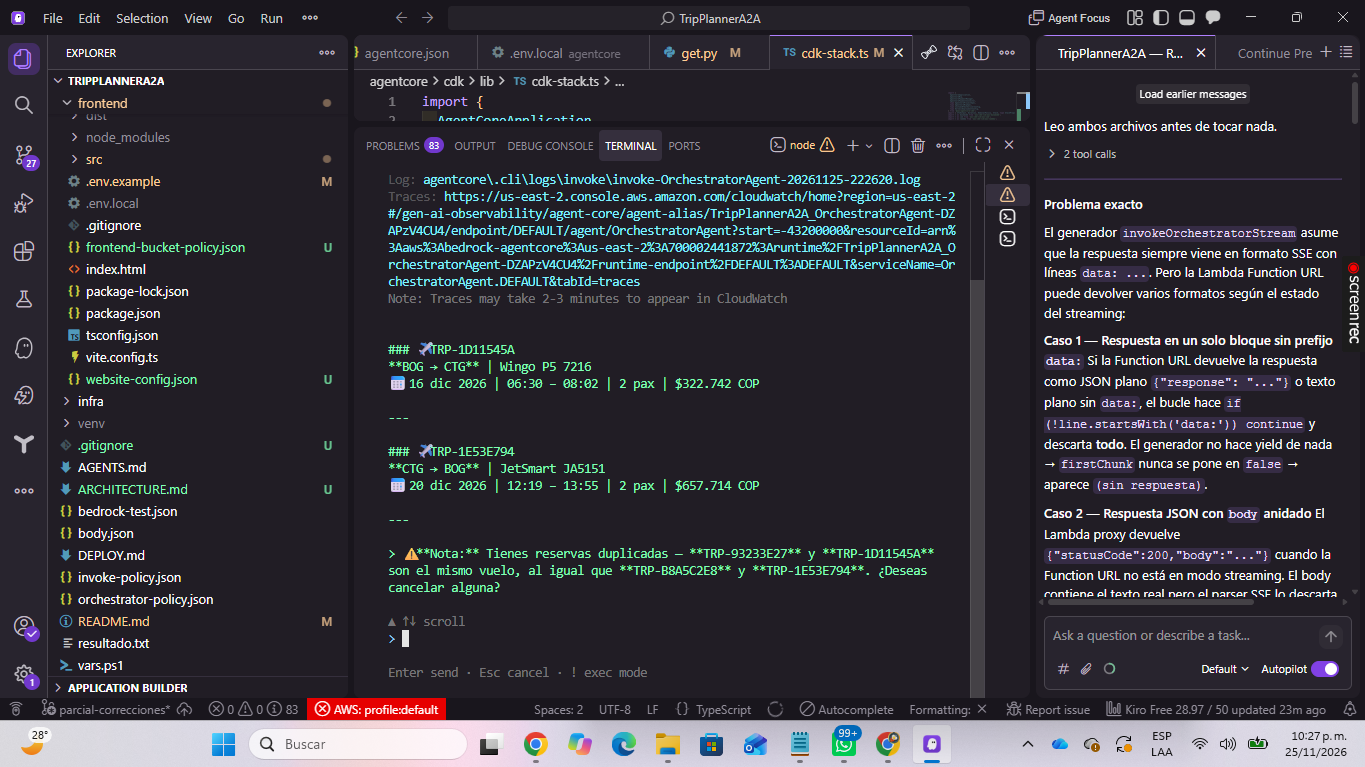 File Edit Selection View Go Run
TripPlannerA2A
Agent Focus
EXPLORER
TRIPPLANNERA2A
frontend
dist
node_modules
src
.env.example M
.env.local
.gitignore
frontend-bucket-policy.json U
index.html
package-lock.json
package.json
tsconfig.json
vite.config.ts
website-config.json U
infra
venv
.gitignore U
AGENTS.md
ARCHITECTURE.md U
bedrock-test.json
body.json
DEPLOY.md
invoke-policy.json
orchestrator-policy.json
README.md M
resultado.txt
vars.ps1
APPLICATION BUILDER
27
1
agentcore.json
.env.local agentcore
get.py M
TS cdk-stack.ts M
agentcore > cdk > lib > TS cdk-stack.ts > ...
1 import {
2 AgentCoreApplication
PROBLEMS 83 OUTPUT DEBUG CONSOLE TERMINAL PORTS
node
Log: agentcore\.cli\logs\invoke\invoke-OrchestratorAgent-20261125-222620.log
Traces: https://us-east-2.console.aws.amazon.com/cloudwatch/home?region=us-east-2
#/gen-ai-observability/agent-core/agent-alias/TripPlannerA2A_OrchestratorAgent-DZ
APzV4CU4/endpoint/DEFAULT/agent/OrchestratorAgent?start=-43200000&resourceId=arn%
3Aaws%3Abedrock-agentcore%3Aus-east-2%3A700002441872%3Aruntime%2FTripPlannerA2A_O
rchestratorAgent-DZAPzV4CU4%2Fruntime-endpoint%2FDEFAULT%3ADEFAULT&serviceName=Or
chestratorAgent.DEFAULT&tabId=traces
Note: Traces may take 2-3 minutes to appear in CloudWatch
### ✈️TRP-1D11545A
**BOG → CTG** | Wingo P5 7216
📅 16 dic 2026 | 06:30 – 08:02 | 2 pax | $322.742 COP
---
### ✈️TRP-1E53E794
**CTG → BOG** | JetSmart JA5151
📅 20 dic 2026 | 12:19 – 13:55 | 2 pax | $657.714 COP
---
> ⚠️**Nota:** Tienes reservas duplicadas — **TRP-93233E27** y **TRP-1D11545A**
son el mismo vuelo, al igual que **TRP-B8A5C2E8** y **TRP-1E53E794**. ¿Deseas
cancelar alguna?
▲ ↑↓ scroll
>
Enter send · Esc cancel · ! exec mode
TripPlannerA2A — R...
Continue Pre
Load earlier messages
Leo ambos archivos antes de tocar nada.
> 2 tool calls
Problema exacto
El generador invokeOrchestratorStream asume
que la respuesta siempre viene en formato SSE con
líneas data: .... Pero la Lambda Function URL
puede devolver varios formatos según el estado
del streaming:
Caso 1 — Respuesta en un solo bloque sin prefijo
data: Si la Function URL devuelve la respuesta
como JSON plano {"response": "..."} o texto
plano sin data:, el bucle hace if
(!line.startsWith('data:')) continue y
descarta todo. El generador no hace yield de nada
→ firstChunk nunca se pone en false →
aparece (sin respuesta).
Caso 2 — Respuesta JSON con body anidado El
Lambda proxy devuelve
{"statusCode":200,"body":"..."} cuando la
Function URL no está en modo streaming. El body
contiene el texto real pero el parser SSE lo descarta
Ask a question or describe a task...
Default
Autopilot
screenrec
parcial-correcciones*
0 0 83
AWS: profile:default
Spaces: 2 UTF-8 LF {} TypeScript
Autocomplete
Formatting: ✕
Report issue
Kiro Free 28.97 / 50 updated 23m ago
28°
Buscar
99+
ESP
LAA
10:27 p. m.
25/11/2026